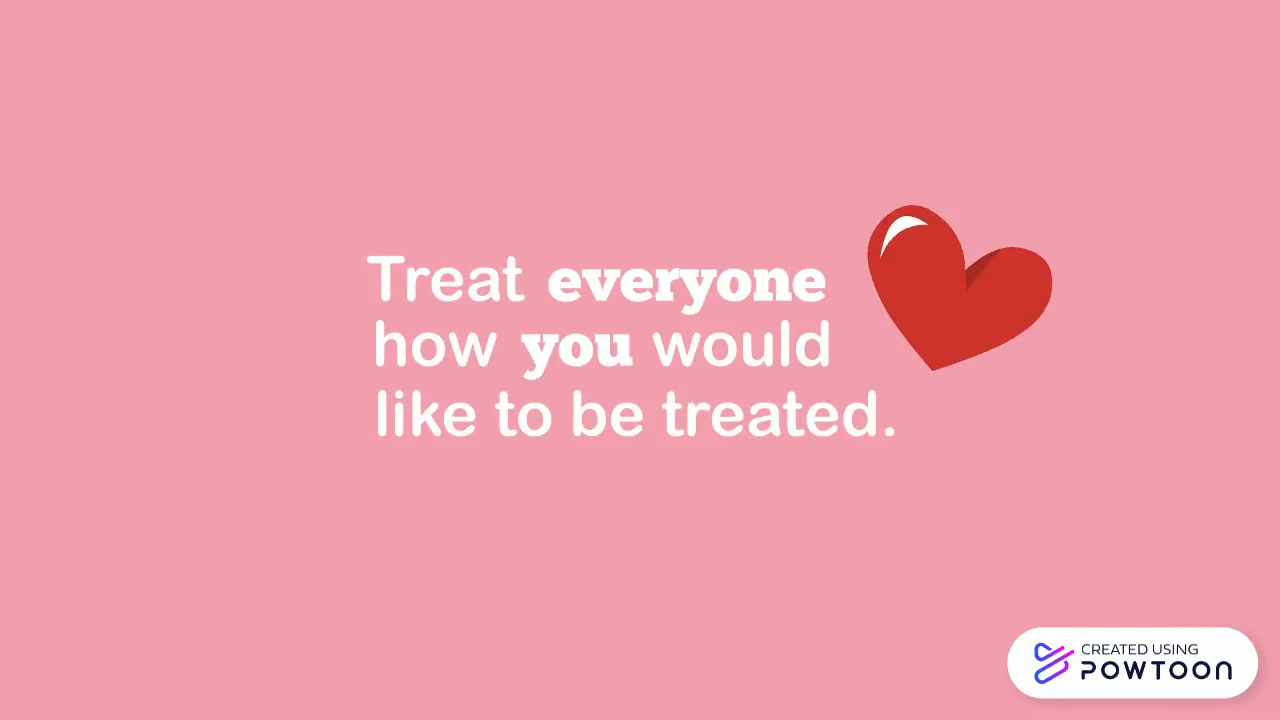 Treat everyone
how you would
like to be treated.
CREATED USING
POWTOON